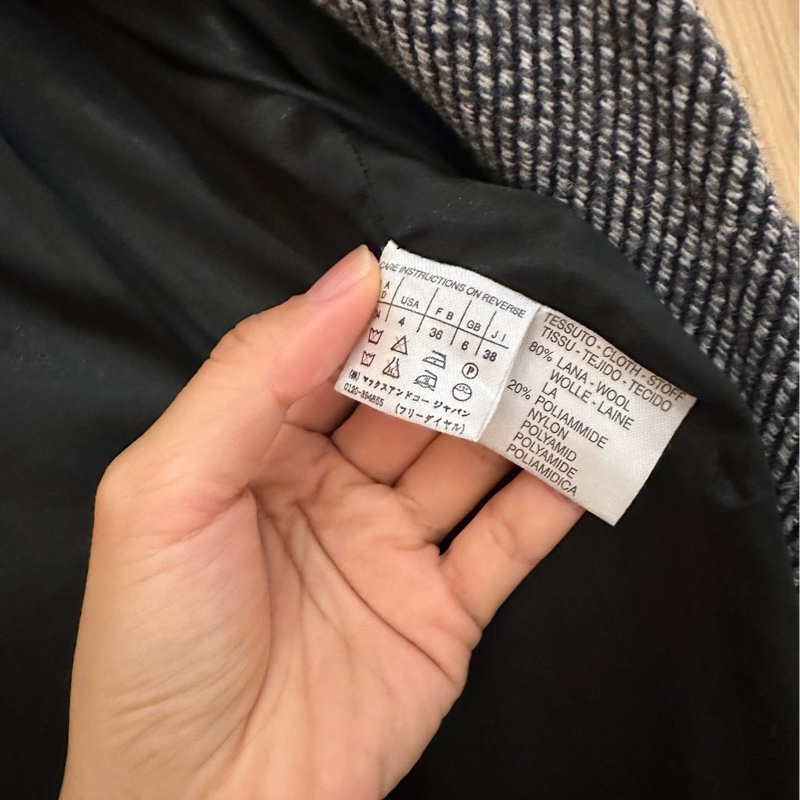 CARE INSTRUCTIONS ON REVERSE
A D USA F B GB J I
4 36 6 38
P
(株) マックスアンドコー ジャパン
0120-394865 (フリーダイヤル)
TESSUTO - CLOTH - STOFF
TISSU - TEJIDO - TECIDO
80% LANA - WOOL
WOLLE - LAINE
LA
20% POLIAMMIDE
NYLON
POLYAMID
POLYAMIDE
POLIAMIDICA